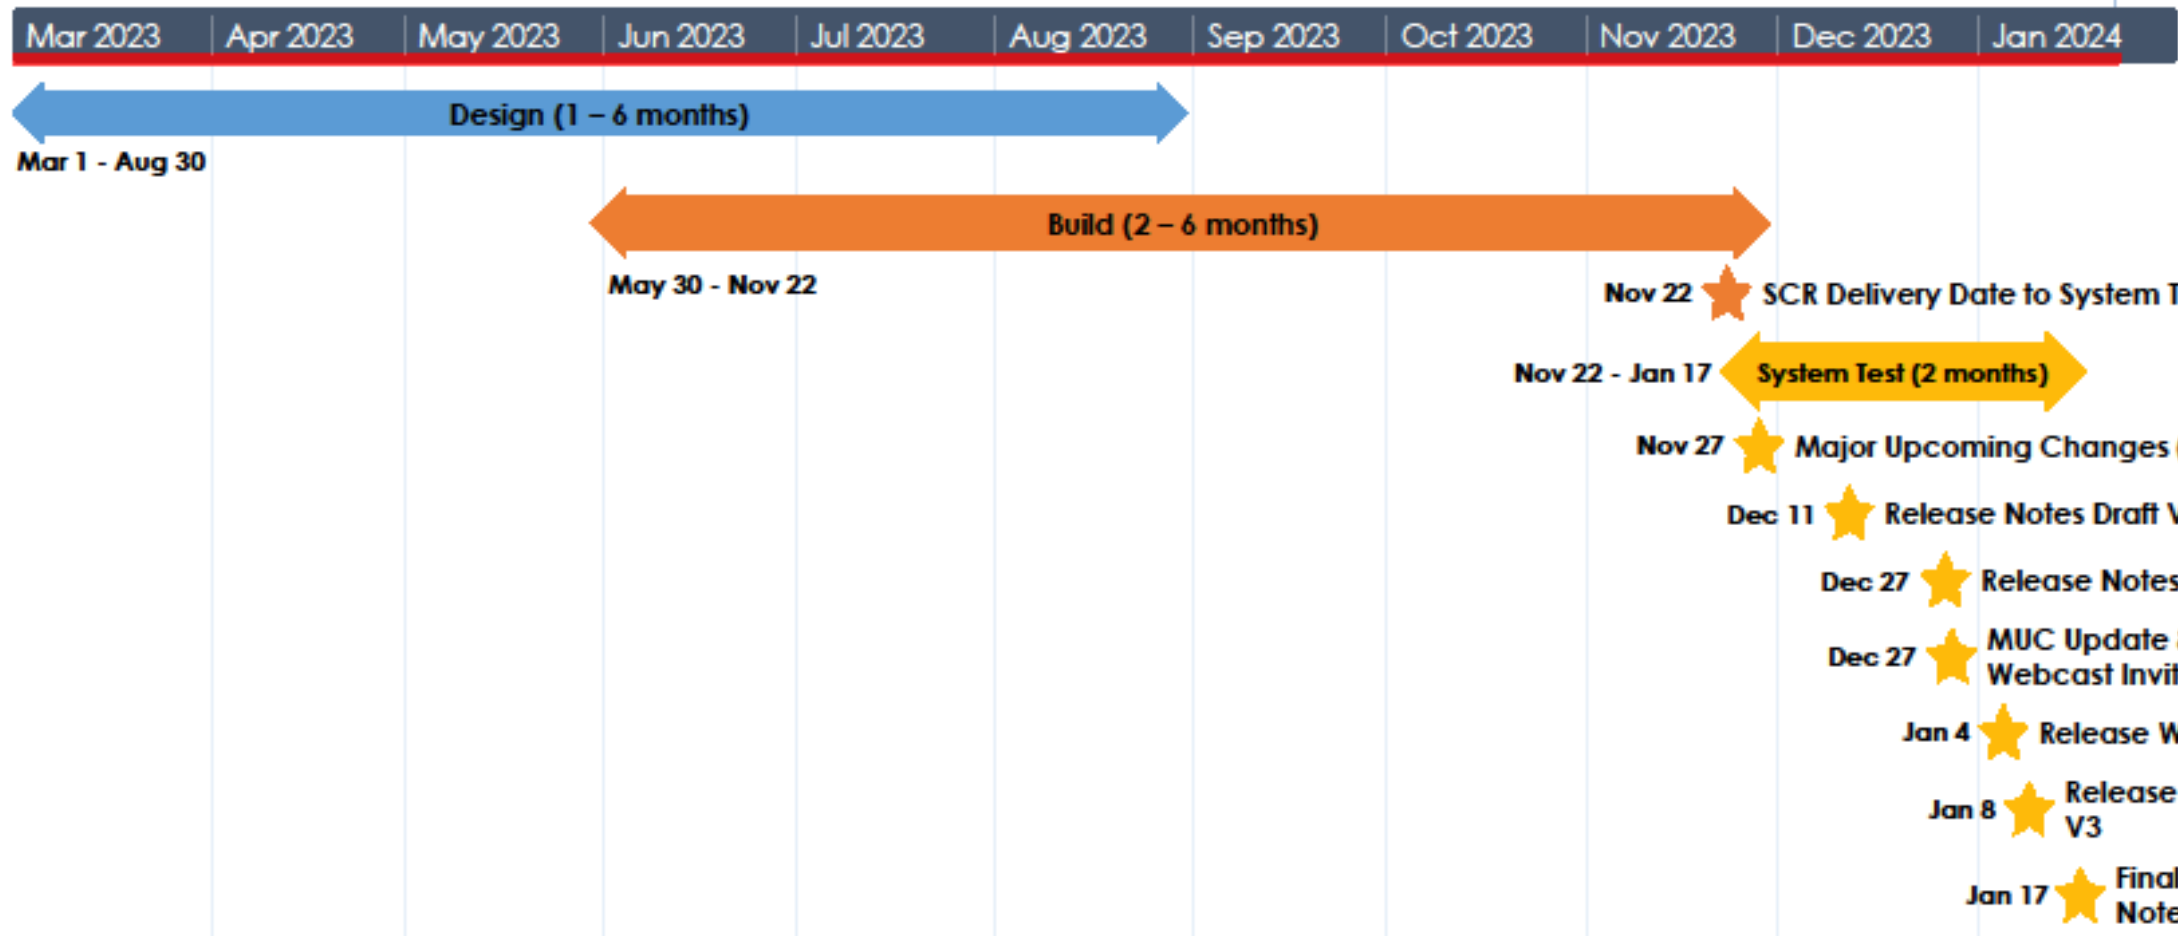 Mar 2023 Apr 2023 May 2023 Jun 2023 Jul 2023 Aug 2023 Sep 2023 Oct 2023 Nov 2023 Dec 2023 Jan 2024
Design (1 – 6 months)
Mar 1 - Aug 30
Build (2 – 6 months)
May 30 - Nov 22
Nov 22 SCR Delivery Date to System
Nov 22 - Jan 17 System Test (2 months)
Nov 27 Major Upcoming Changes
Dec 11 Release Notes Draft
Dec 27 Release Notes
Dec 27 MUC Update
Webcast
Jan 4 Release
Jan 8 Release
V3
Jan 17 Final